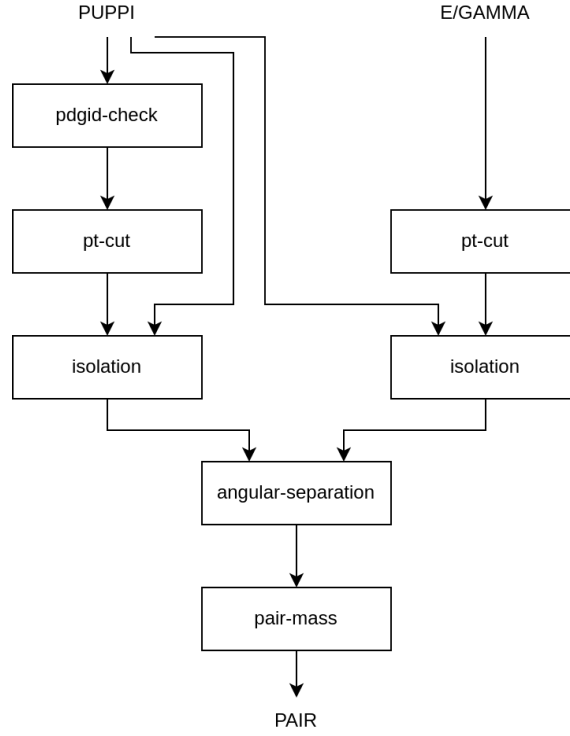 PUPPI
E/GAMMA
pdgid-check
pt-cut
pt-cut
isolation
isolation
angular-separation
pair-mass
PAIR